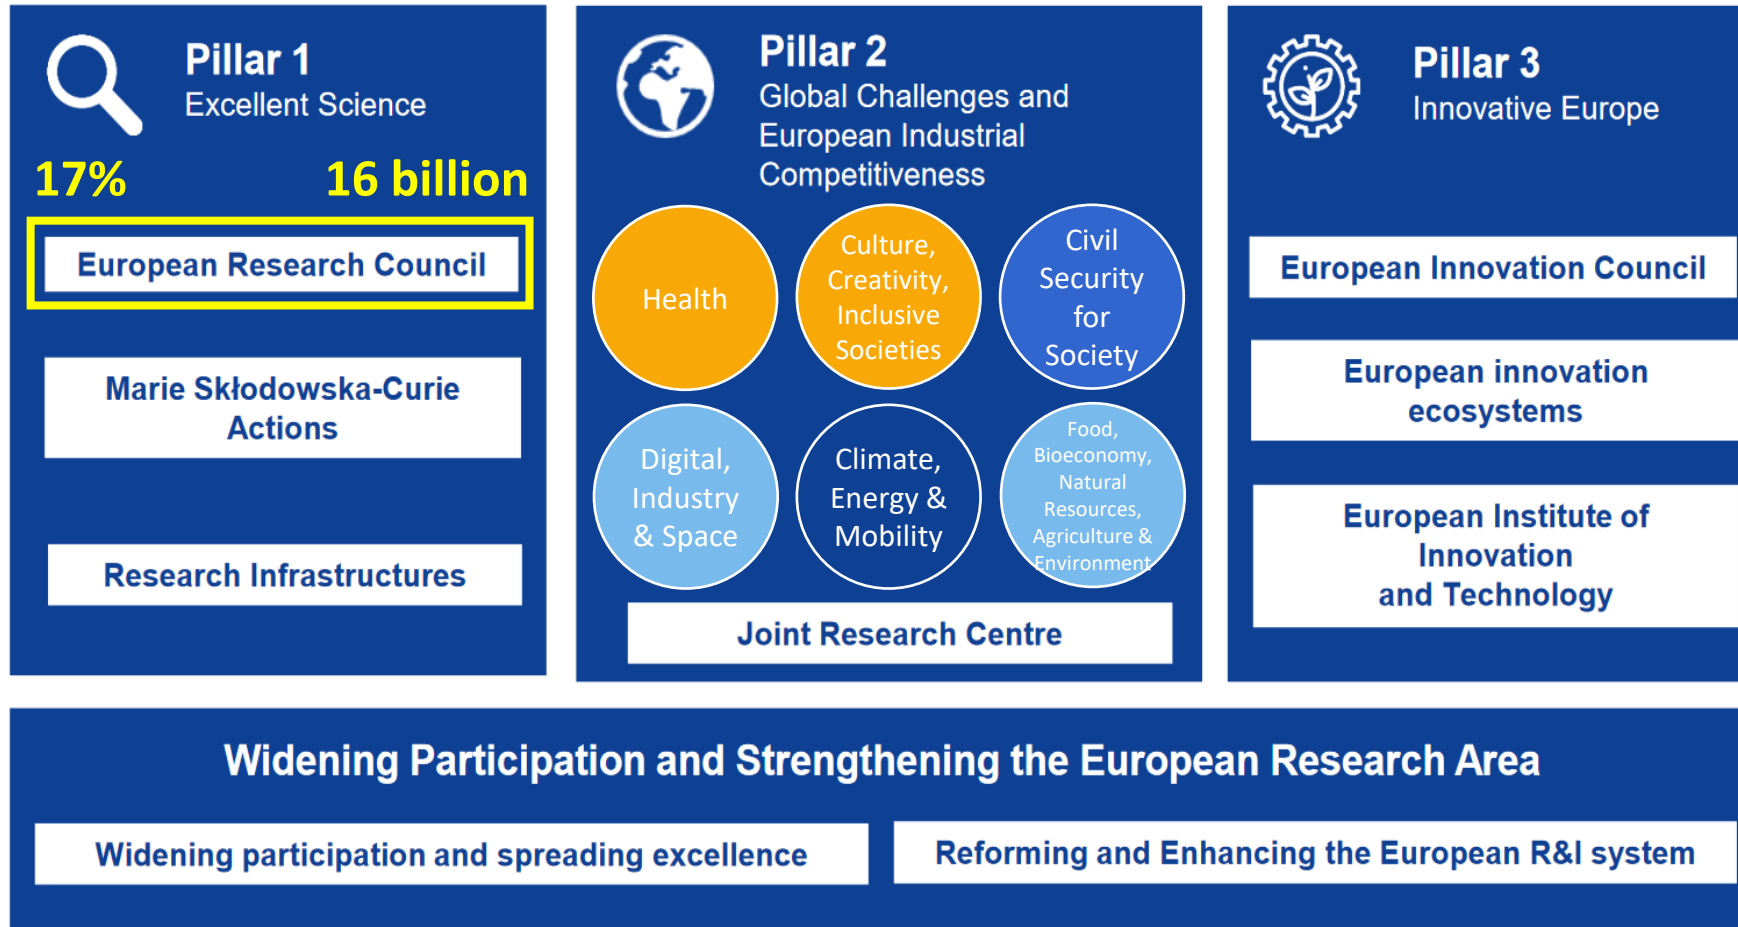 Pillar 1
Excellent Science
17%
16 billion
European Research Council
Marie Skłodowska-Curie
Actions
Research Infrastructures
Pillar 2
Global Challenges and
European Industrial
Competitiveness
Health
Culture,
Creativity,
Inclusive
Societies
Civil
Security
for
Society
Digital,
Industry
& Space
Climate,
Energy &
Mobility
Food,
Bioeconomy,
Natural
Resources,
Agriculture &
Environment
Joint Research Centre
Pillar 3
Innovative Europe
European Innovation Council
European innovation
ecosystems
European Institute of
Innovation
and Technology
Widening Participation and Strengthening the European Research Area
Widening participation and spreading excellence
Reforming and Enhancing the European R&I system